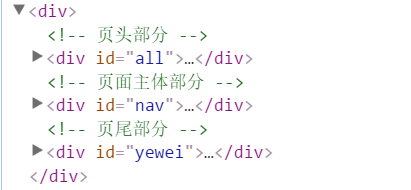 ▼<div>
<!-- 页头部分 -->
▶<div id="all">…</div>
<!-- 页面主体部分 -->
▶<div id="nav">…</div>
<!-- 页尾部分 -->
▶<div id="yewei">…</div>
</div>